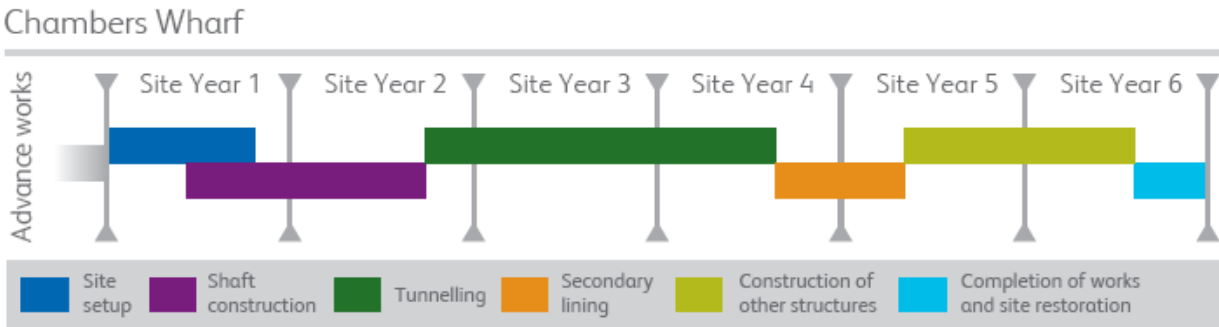 Chambers Wharf
Advance works
Site Year 1
Site Year 2
Site Year 3
Site Year 4
Site Year 5
Site Year 6
Site
setup
Shaft
construction
Tunnelling
Secondary
lining
Construction of
other structures
Completion of works
and site restoration